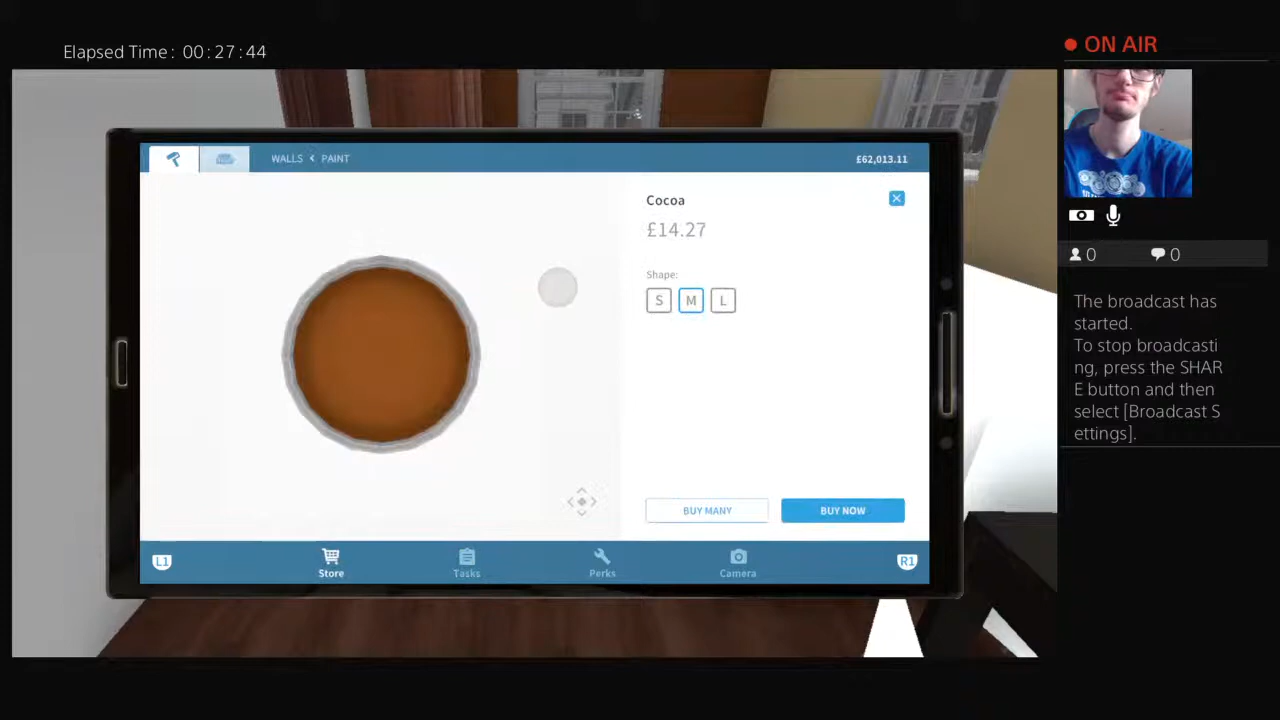 Elapsed Time: 00:27:44
ON AIR
WALLS < PAINT
£62,013.11
Cocoa
£14.27
Shape:
S M L
BUY MANY
BUY NOW
L1
Store
Tasks
Perks
Camera
R1
0
0
The broadcast has
started.
To stop broadcasti
ng, press the SHAR
E button and then
select [Broadcast S
ettings].